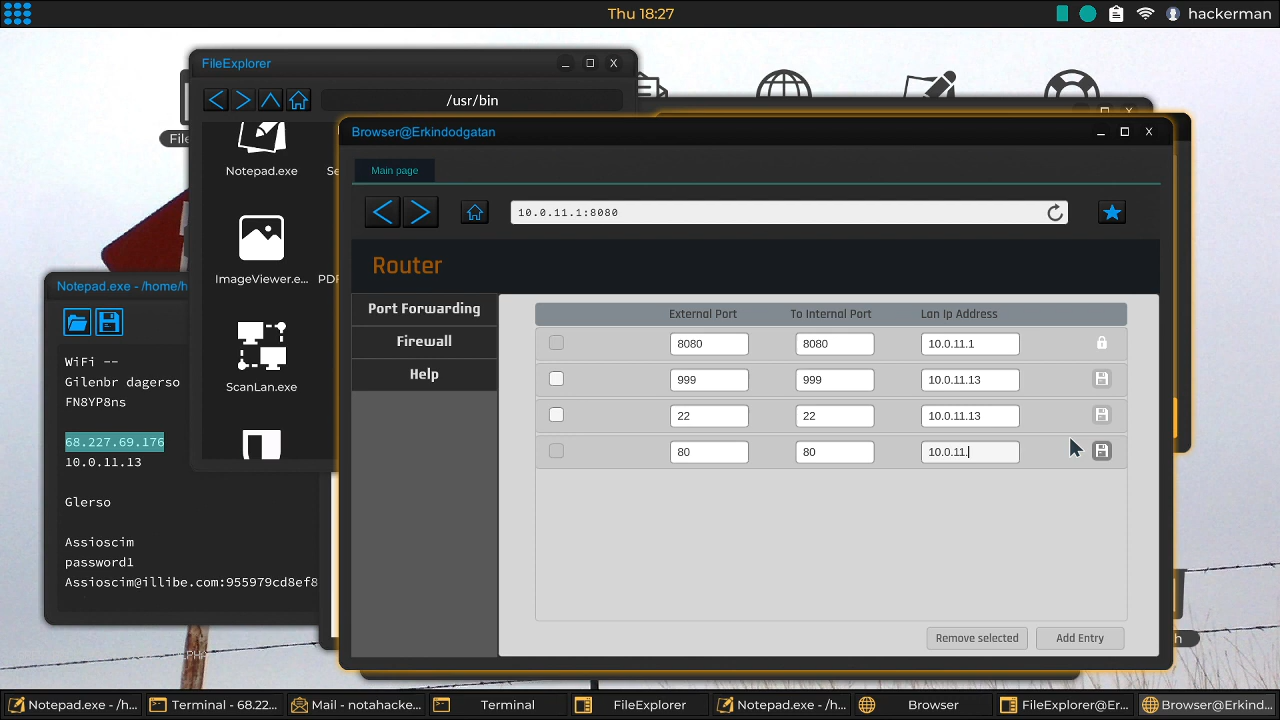 Thu 18:27
hackerman
FileExplorer
/usr/bin
File
Notepad.exe
Se
ImageViewer.e...
PDF
ScanLan.exe
Notepad.exe - /home/h
WiFi --
Gilenbr dagerso
FN8YP8ns
68.227.69.176
10.0.11.13
Glerso
Assioscim
password1
Assioscim@illibe.com:955979cd8ef8
Browser@Erkindodgatan
Main page
10.0.11.1:8080
Router
Port Forwarding
Firewall
Help
External Port To Internal Port Lan Ip Address
8080 8080 10.0.11.1
999 999 10.0.11.13
22 22 10.0.11.13
80 80 10.0.11.
Remove selected Add Entry
Notepad.exe - /h... Terminal - 68.22... Mail - notahacke... Terminal FileExplorer Notepad.exe - /h... Browser FileExplorer@Er... Browser@Erkind...